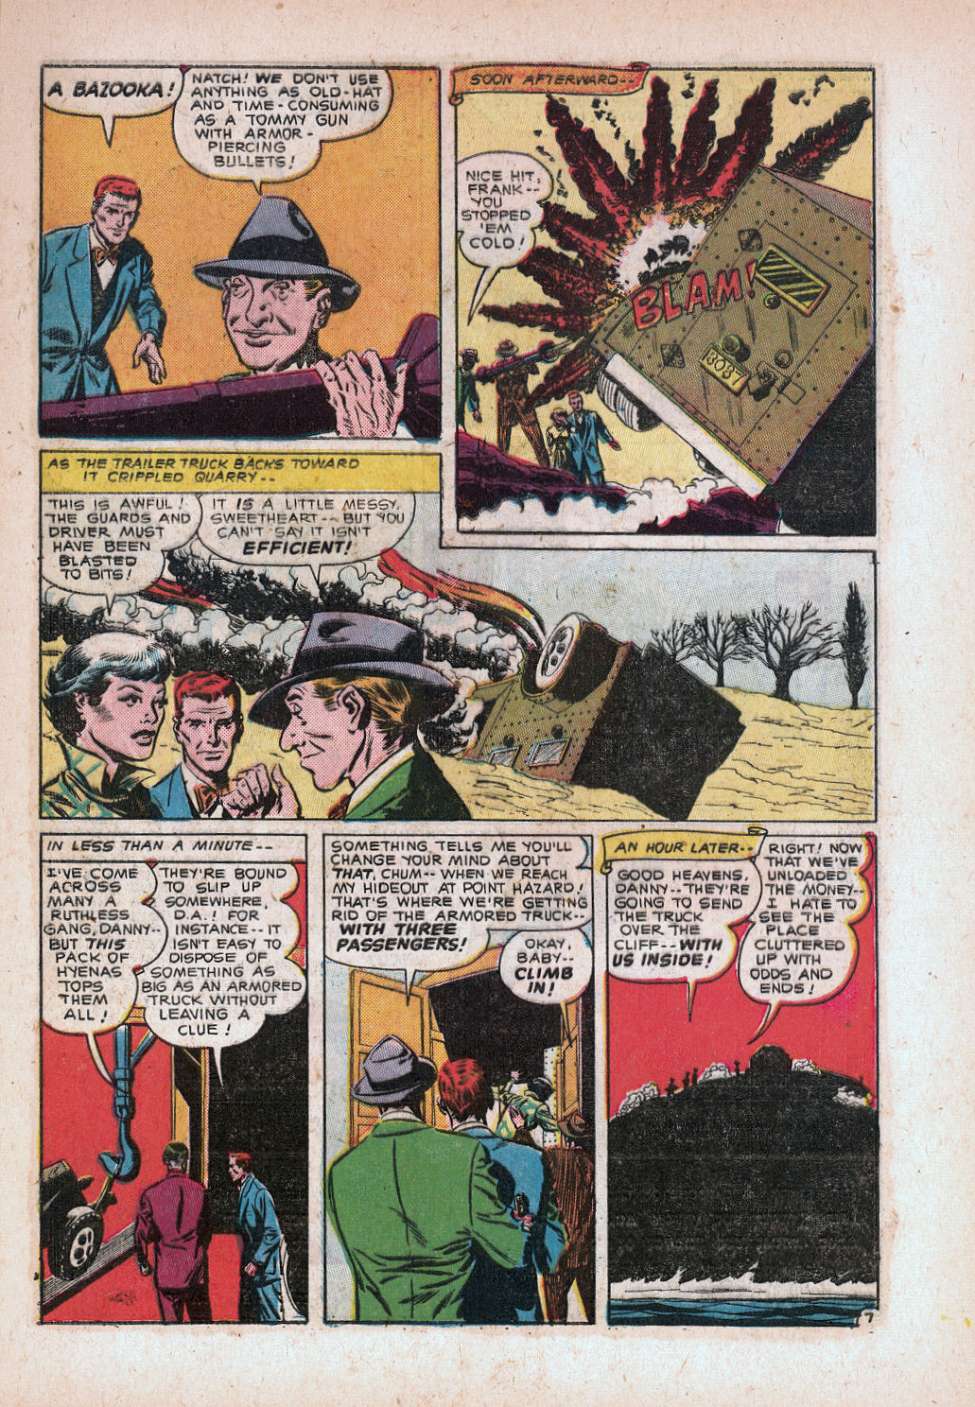 A BAZOOKA!
NATCH! WE DON'T USE
ANYTHING AS OLD-HAT
AND TIME-CONSUMING
AS A TOMMY GUN
WITH ARMOR-
PIERCING
BULLETS!
SOON AFTERWARD--
NICE HIT,
FRANK--
YOU
STOPPED
'EM
COLD!
BLAM!
3037
AS THE TRAILER TRUCK BACKS TOWARD
IT CRIPPLED QUARRY--
THIS IS AWFUL!
THE GUARDS AND
DRIVER MUST
HAVE BEEN
BLASTED
TO BITS!
IT IS A LITTLE MESSY,
SWEETHEART-- BUT YOU
CAN'T SAY IT ISN'T
EFFICIENT!
IN LESS THAN A MINUTE--
I'VE COME
ACROSS
MANY A
RUTHLESS
GANG, DANNY--
BUT THIS
PACK OF
HYENAS
TOPS
THEM
ALL!
THEY'RE BOUND
TO SLIP UP
SOMEWHERE,
D.A.! FOR
INSTANCE-- IT
ISN'T EASY TO
DISPOSE OF
SOMETHING AS
BIG AS AN ARMORED
TRUCK WITHOUT
LEAVING A
CLUE!
SOMETHING TELLS ME YOU'LL
CHANGE YOUR MIND ABOUT
THAT, CHUM-- WHEN WE REACH
MY HIDEOUT AT POINT HAZARD!
THAT'S WHERE WE'RE GETTING
RID OF THE ARMORED TRUCK--
WITH THREE
PASSENGERS!
OKAY,
BABY--
CLIMB
IN!
AN HOUR LATER--
GOOD HEAVENS,
DANNY-- THEY'RE
GOING TO SEND
THE TRUCK
OVER THE
CLIFF-- WITH
US INSIDE!
RIGHT! NOW
THAT WE'VE
UNLOADED
THE MONEY--
I HATE TO
SEE THE
PLACE
CLUTTERED
UP WITH
ODDS AND
ENDS!
7